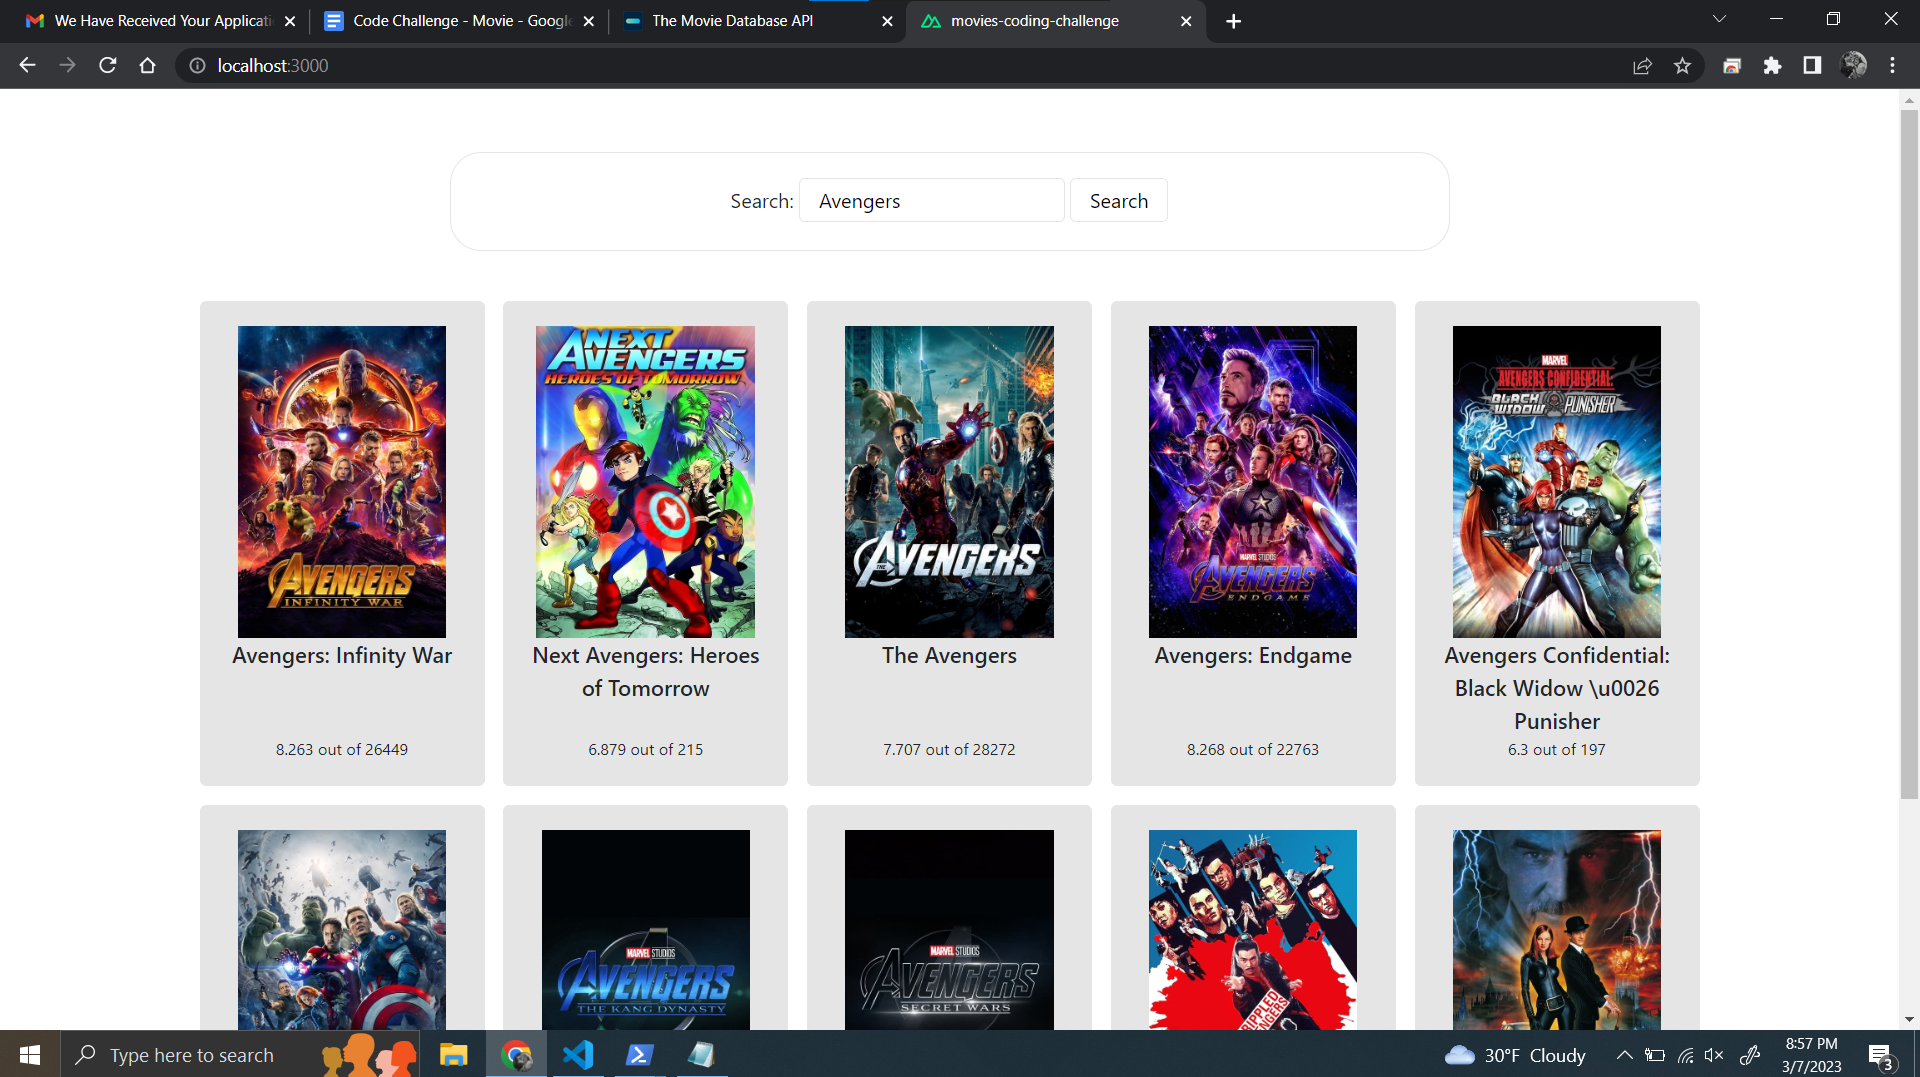 We Have Received Your Applicati
Code Challenge - Movie - Google
The Movie Database API
movies-coding-challenge
localhost:3000
Search:
Avengers
Search
AVENGERS
INFINITY WAR
Avengers: Infinity War
8.263 out of 26449
NEXT
AVENGERS
HEROES OF TOMORROW
Next Avengers: Heroes
of Tomorrow
6.879 out of 215
THE
AVENGERS
The Avengers
7.707 out of 28272
MARVEL STUDIOS
AVENGERS
ENDGAME
Avengers: Endgame
8.268 out of 22763
MARVEL
AVENGERS CONFIDENTIAL:
BLACK WIDOW PUNISHER
Avengers Confidential:
Black Widow \u0026
Punisher
6.3 out of 197
MARVEL STUDIOS
AVENGERS
THE KANG DYNASTY
MARVEL STUDIOS
AVENGERS
SECRET WARS
Type here to search
30°F Cloudy
8:57 PM
3/7/2023
3